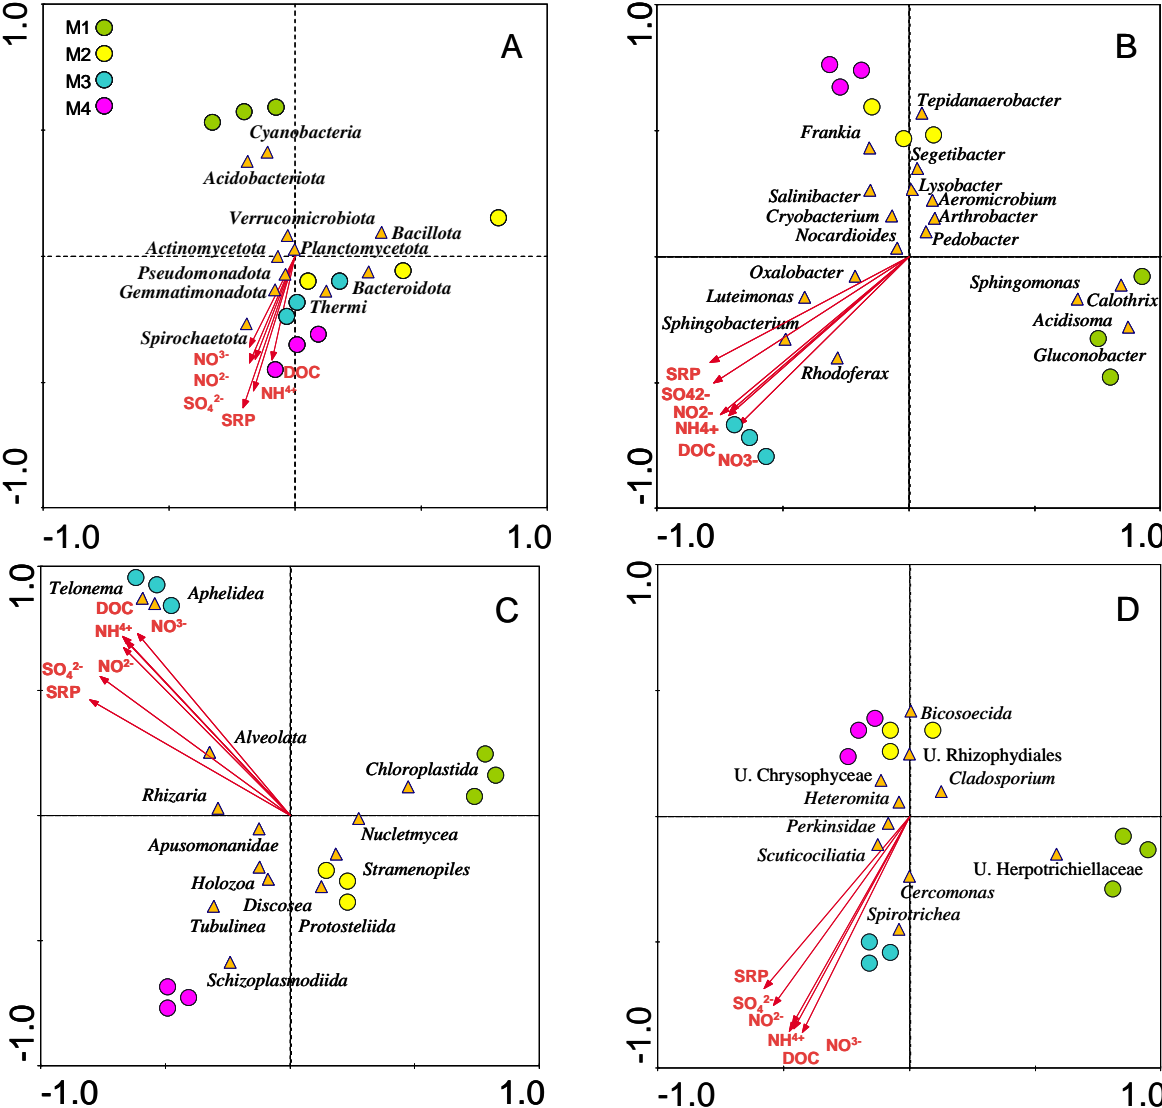 1.0
A
M1
M2
M3
M4
Cyanobacteria
Acidobacteriota
Verrucomicrobiota
Bacillota
Actinomycetota
Planctomycetota
Pseudomonadota
Bacteroidota
Gemmatimonadota
Thermi
Spirochaetota
NO³⁻
DOC
NO²⁻
NH⁴⁺
SO₄²⁻
SRP
-1.0
-1.0
1.0
1.0
B
Tepidanaerobacter
Frankia
Segetibacter
Lysobacter
Salinibacter
Aeromicrobium
Cryobacterium
Arthrobacter
Nocardioides
Pedobacter
Oxalobacter
Sphingomonas
Luteimonas
Calothrix
Sphingobacterium
Acidisoma
Gluconobacter
Rhodoferax
SRP
SO42-
NO2-
NH4+
DOC
NO3-
-1.0
-1.0
1.0
1.0
C
Telonema
Aphelidea
DOC
NH⁴⁺
NO³⁻
SO₄²⁻
NO²⁻
SRP
Alveolata
Chloroplastida
Rhizaria
Nucletmycea
Apusomonanidae
Stramenopiles
Holozoa
Discosea
Tubulinea
Protosteliida
Schizoplasmodiida
-1.0
-1.0
1.0
1.0
D
Bicosoecida
U. Rhizophydiales
U. Chrysophyceae
Cladosporium
Heteromita
Perkinsidae
Scuticociliatia
U. Herpotrichiellaceae
Cercomonas
Spirotrichea
SRP
SO₄²⁻
NO²⁻
NH⁴⁺
NO³⁻
DOC
-1.0
-1.0
1.0